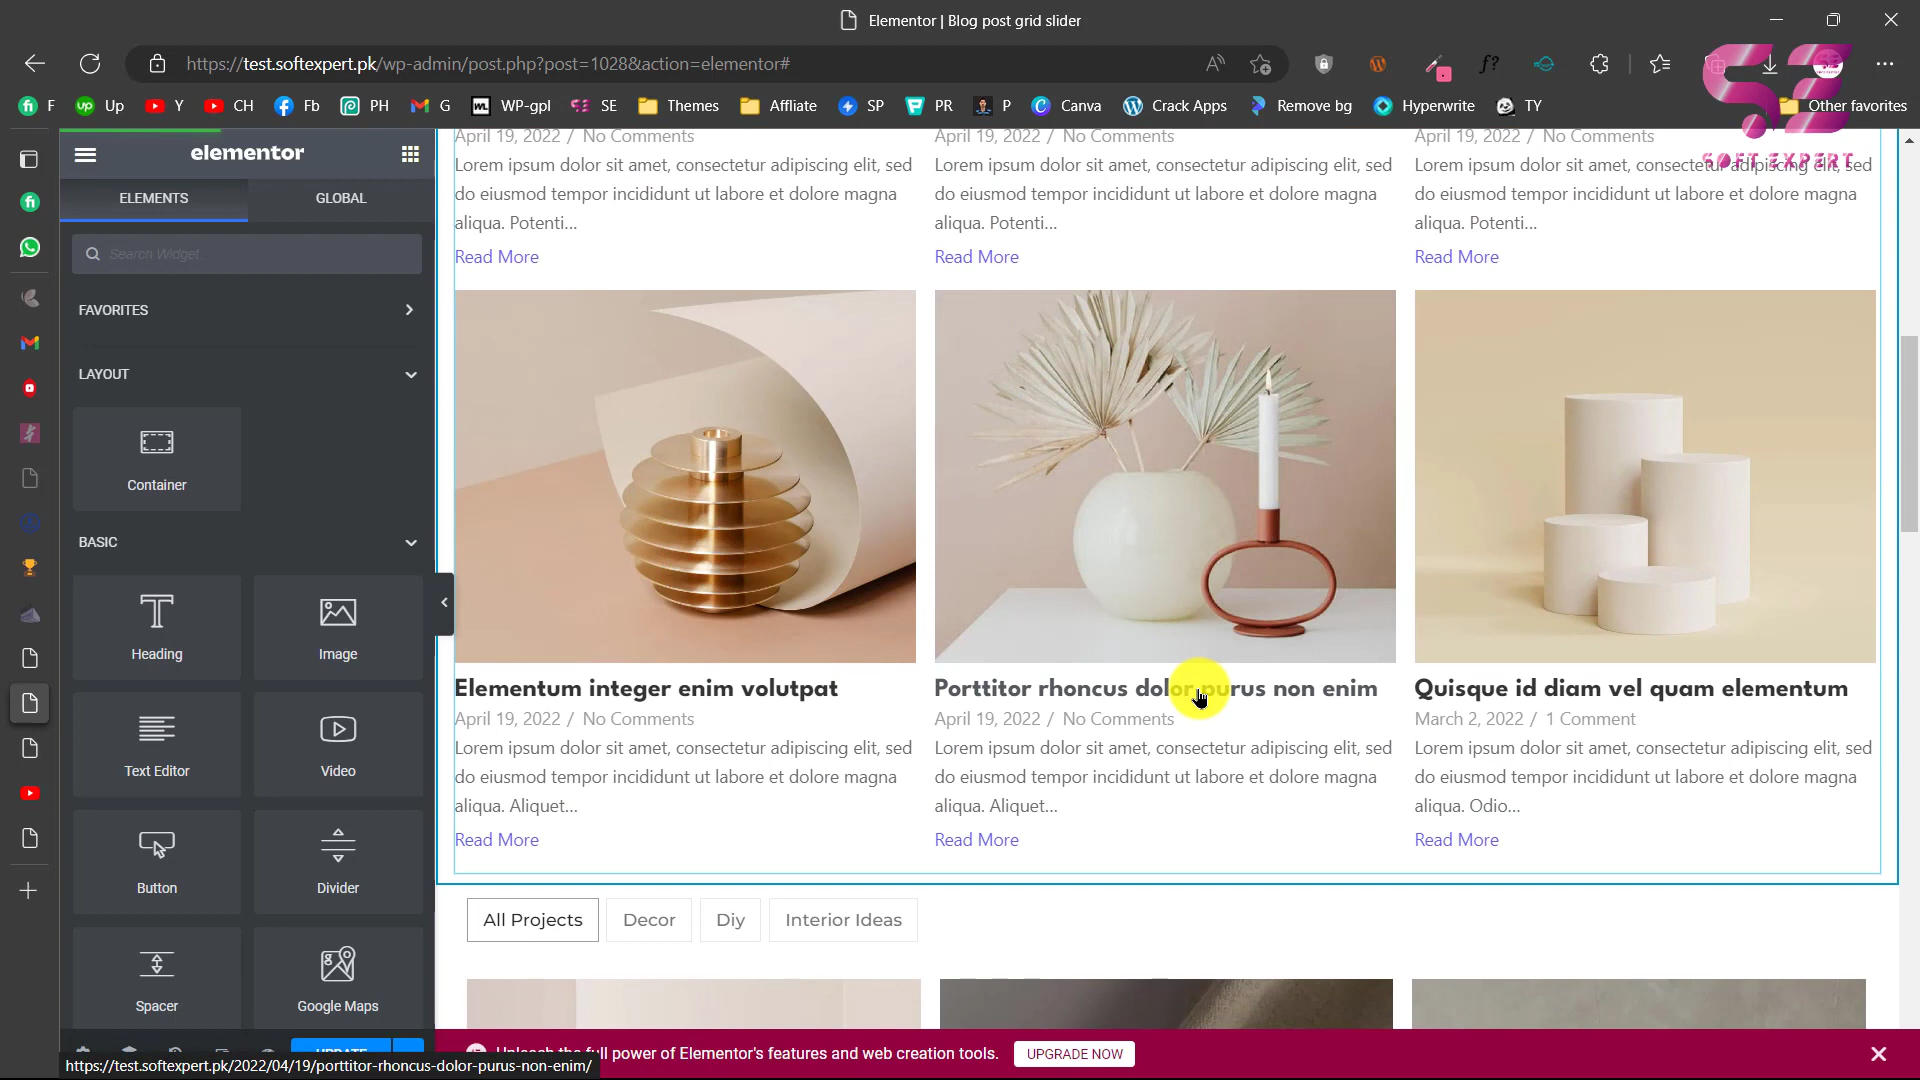 Elementor | Blog post grid slider
https://test.softexpert.pk/wp-admin/post.php?post=1028&action=elementor#
F Up Y CH Fb PH G WP-gpl SE Themes Affliate SP PR P Canva Crack Apps Remove bg Hyperwrite TY Other favorites
SOFT EXPERT
elementor
ELEMENTS GLOBAL
Search Widget...
FAVORITES
LAYOUT
Container
BASIC
Heading Image
Text Editor Video
Button Divider
Spacer Google Maps
UPDATE
https://test.softexpert.pk/2022/04/19/porttitor-rhoncus-dolor-purus-non-enim/
April 19, 2022 / No Comments
Lorem ipsum dolor sit amet, consectetur adipiscing elit, sed
do eiusmod tempor incididunt ut labore et dolore magna
aliqua. Potenti...
Read More
April 19, 2022 / No Comments
Lorem ipsum dolor sit amet, consectetur adipiscing elit, sed
do eiusmod tempor incididunt ut labore et dolore magna
aliqua. Potenti...
Read More
April 19, 2022 / No Comments
Lorem ipsum dolor sit amet, consectetur adipiscing elit, sed
do eiusmod tempor incididunt ut labore et dolore magna
aliqua. Potenti...
Read More
Elementum integer enim volutpat
April 19, 2022 / No Comments
Lorem ipsum dolor sit amet, consectetur adipiscing elit, sed
do eiusmod tempor incididunt ut labore et dolore magna
aliqua. Aliquet...
Read More
Porttitor rhoncus dolor purus non enim
April 19, 2022 / No Comments
Lorem ipsum dolor sit amet, consectetur adipiscing elit, sed
do eiusmod tempor incididunt ut labore et dolore magna
aliqua. Aliquet...
Read More
Quisque id diam vel quam elementum
March 2, 2022 / 1 Comment
Lorem ipsum dolor sit amet, consectetur adipiscing elit, sed
do eiusmod tempor incididunt ut labore et dolore magna
aliqua. Odio...
Read More
All Projects Decor Diy Interior Ideas
Unleash the full power of Elementor's features and web creation tools. UPGRADE NOW